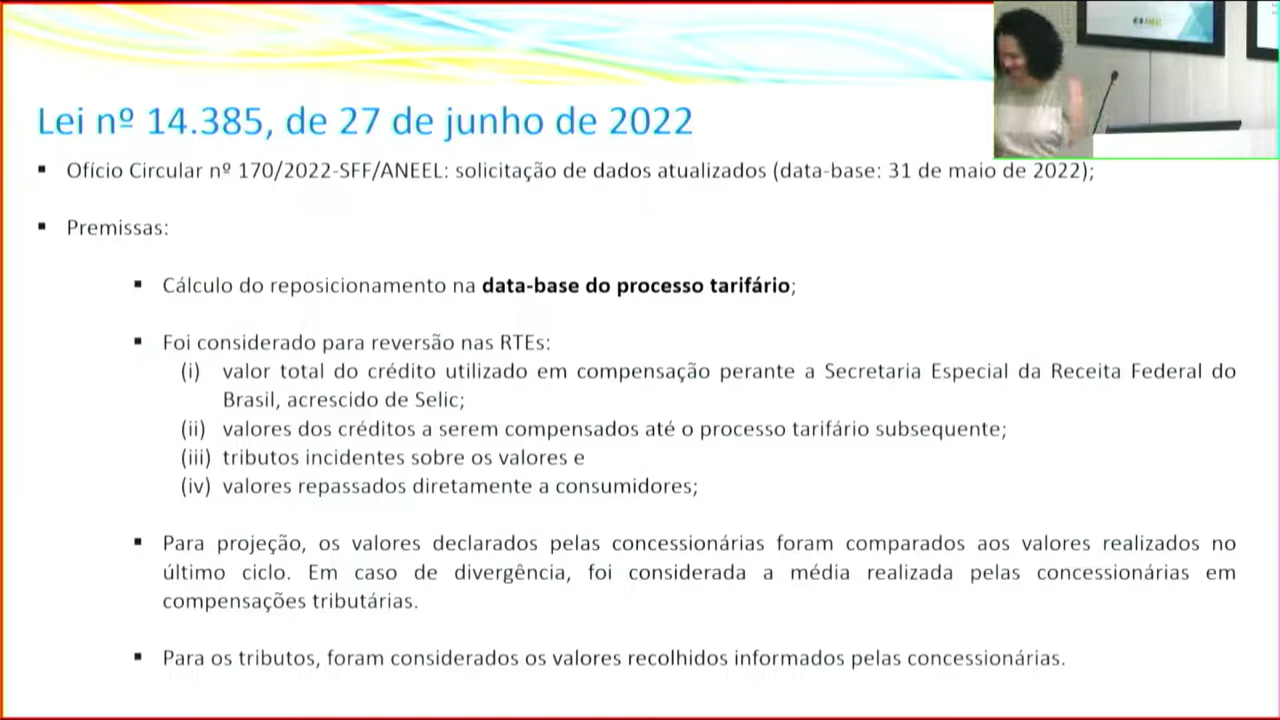 Lei nº 14.385, de 27 de junho de 2022
▪ Ofício Circular nº 170/2022-SFF/ANEEL: solicitação de dados atualizados (data-base: 31 de maio de 2022);
▪ Premissas:
▪ Cálculo do reposicionamento na data-base do processo tarifário;
▪ Foi considerado para reversão nas RTEs:
(i) valor total do crédito utilizado em compensação perante a Secretaria Especial da Receita Federal do
Brasil, acrescido de Selic;
(ii) valores dos créditos a serem compensados até o processo tarifário subsequente;
(iii) tributos incidentes sobre os valores e
(iv) valores repassados diretamente a consumidores;
▪ Para projeção, os valores declarados pelas concessionárias foram comparados aos valores realizados no
último ciclo. Em caso de divergência, foi considerada a média realizada pelas concessionárias em
compensações tributárias.
▪ Para os tributos, foram considerados os valores recolhidos informados pelas concessionárias.